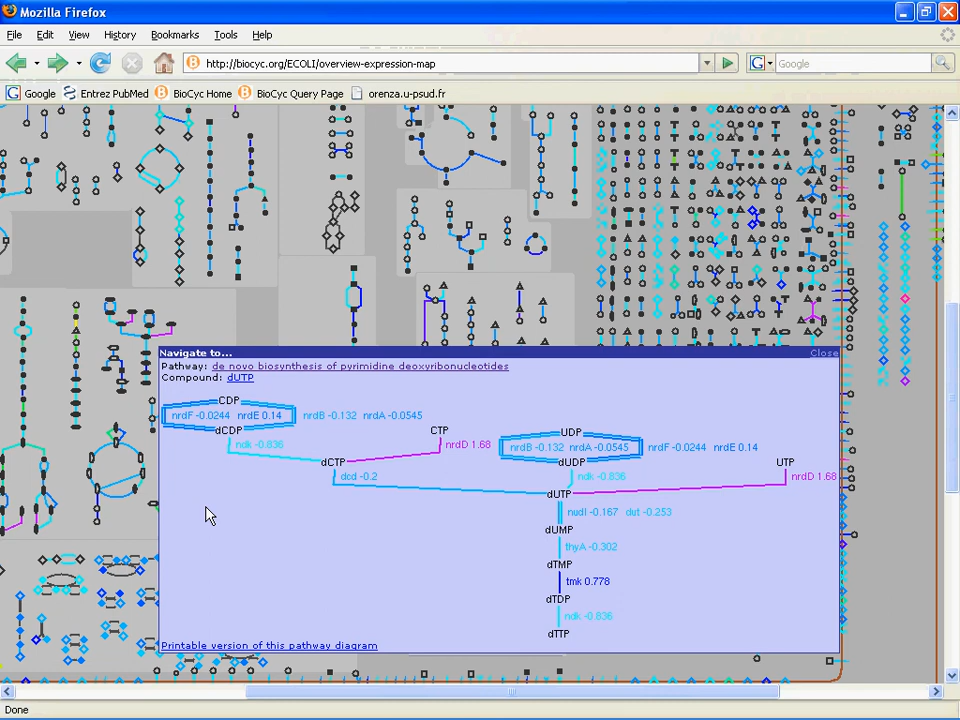 Mozilla Firefox
File Edit View History Bookmarks Tools Help
http://biocyc.org/ECOLI/overview-expression-map
Google
Google Entrez PubMed BioCyc Home BioCyc Query Page orenza.u-psud.fr
Navigate to... Close
Pathway: de novo biosynthesis of pyrimidine deoxyribonucleotides
Compound: dUTP
CDP
nrdF -0.0244 nrdE 0.14 nrdB -0.132 nrdA -0.0545
dCDP CTP UDP
ndk -0.836 nrdD 1.68 nrdB -0.132 nrdA -0.0545 nrdF -0.0244 nrdE 0.14
dCTP dUDP UTP
dcd -0.2 ndk -0.836 nrdD 1.68
dUTP
nudI -0.167 dut -0.253
dUMP
thyA -0.302
dTMP
tmk 0.778
dTDP
ndk -0.836
dTTP
Printable version of this pathway diagram
Done